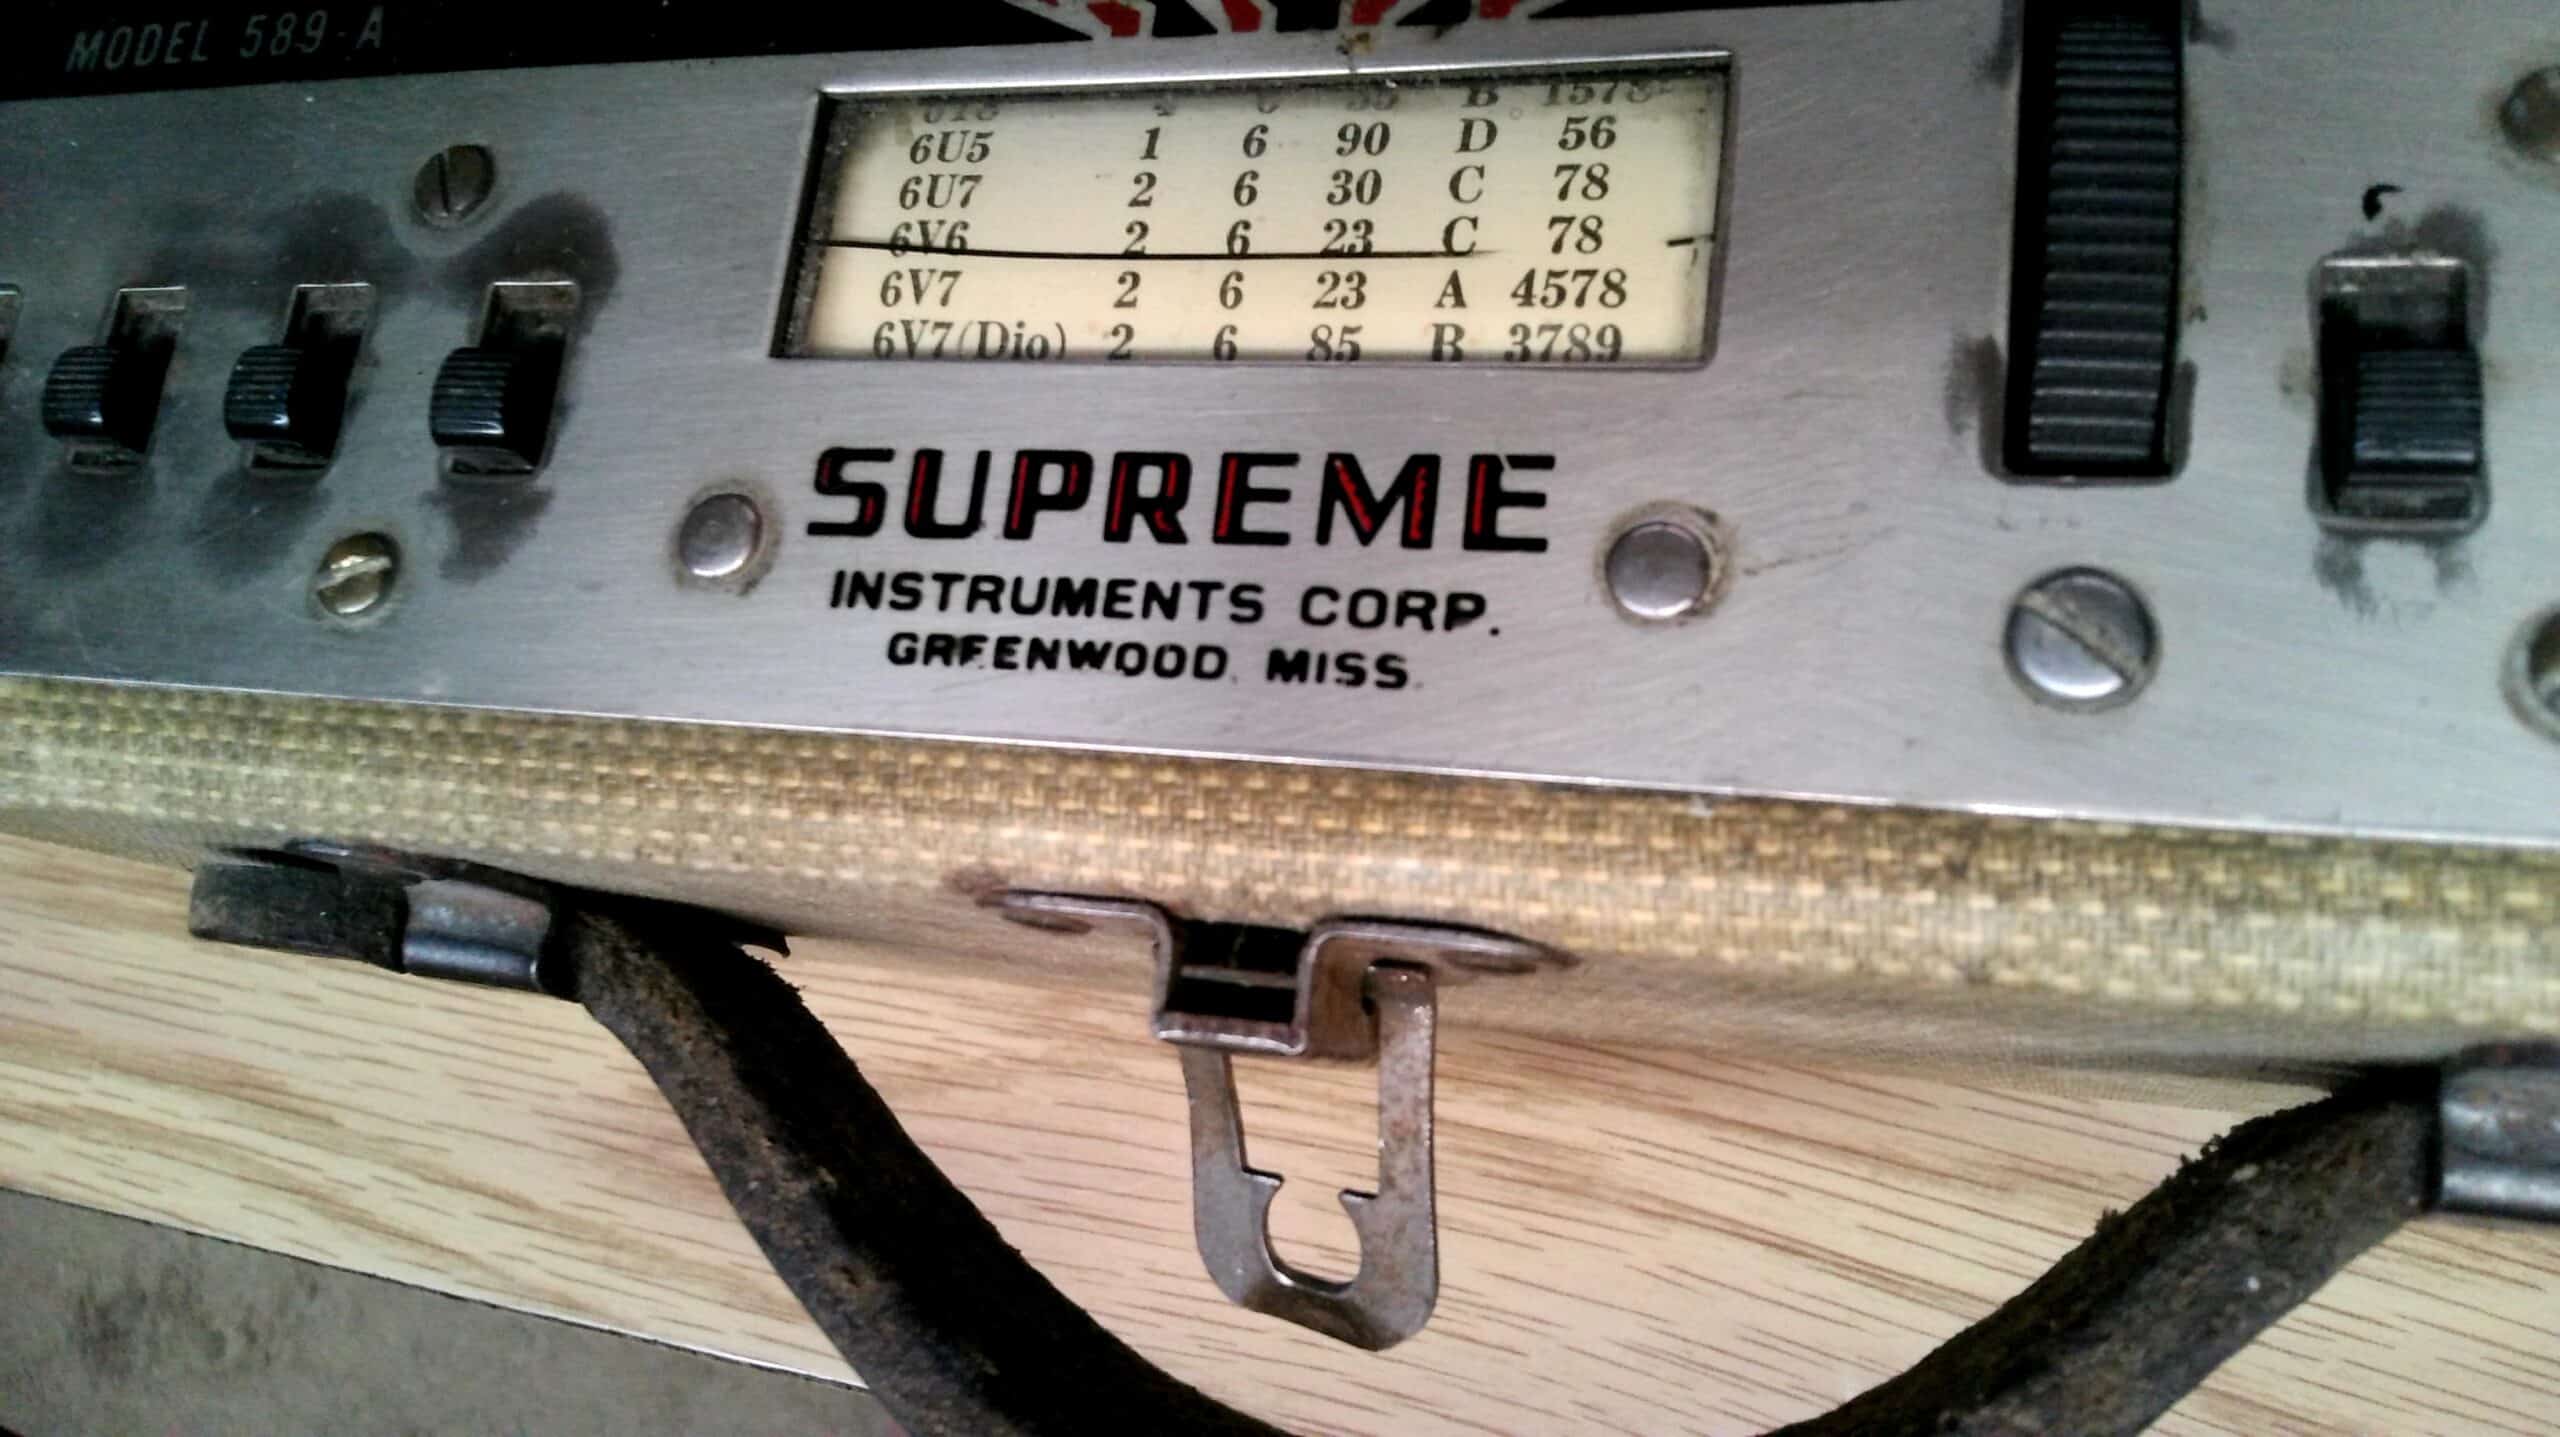 MODEL 589-A
6U5 1 6 90 D 56
6U7 2 6 30 C 78
6V6 2 6 23 C 78
6V7 2 6 23 A 4578
6V7(Dio) 2 6 85 B 3789
SUPREME
INSTRUMENTS CORP.
GREENWOOD, MISS.